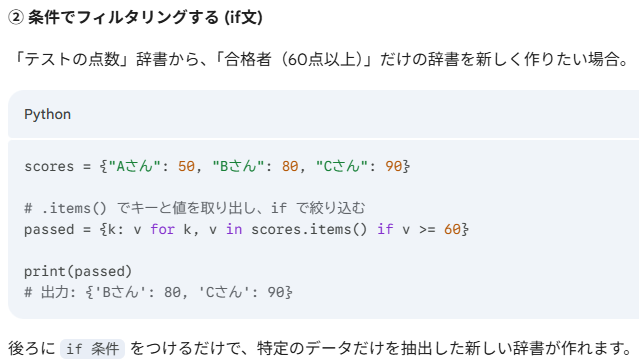 ② 条件でフィルタリングする (if文)
「テストの点数」辞書から、「合格者（60点以上）」だけの辞書を新しく作りたい場合。
Python
scores = {"Aさん": 50, "Bさん": 80, "Cさん": 90}
# .items() でキーと値を取り出し、if で絞り込む
passed = {k: v for k, v in scores.items() if v >= 60}
print(passed)
# 出力: {'Bさん': 80, 'Cさん': 90}
後ろに if 条件 をつけるだけで、特定のデータだけを抽出した新しい辞書が作れます。